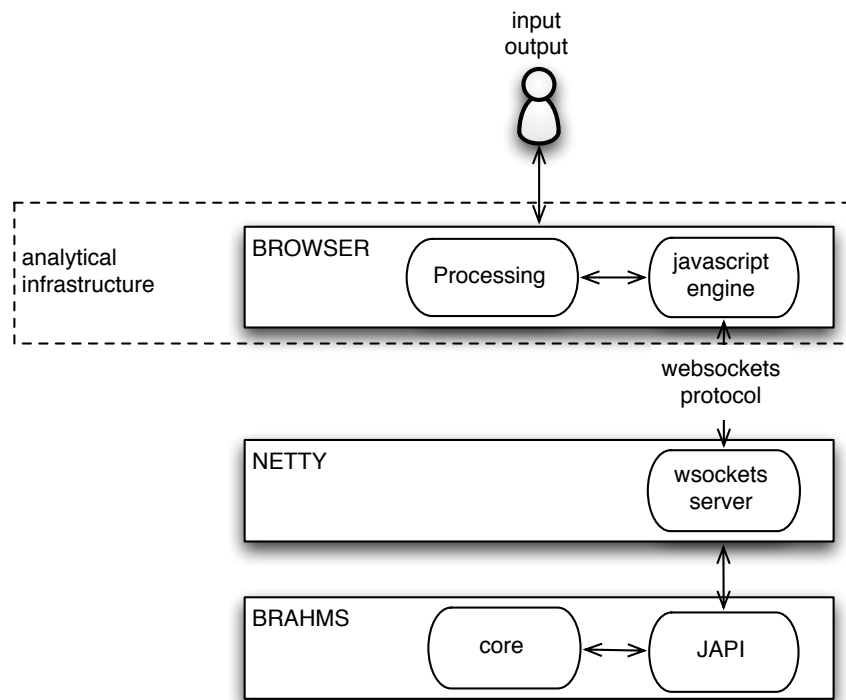 input
output
analytical
infrastructure
BROWSER
Processing
javascript
engine
websockets
protocol
NETTY
wsockets
server
BRAHMS
core
JAPI